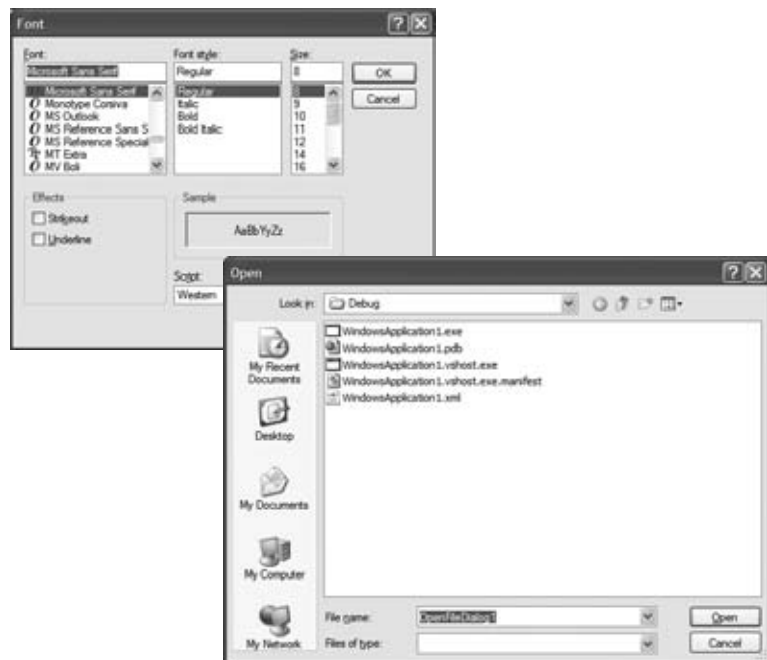 Font
Font:
Font style:
Size:
Microsoft Sans Serif
Regular
8
OK
Microsoft Sans Serif
Regular
8
Cancel
Monotype Corsiva
Italic
9
MS Outlook
Bold
10
MS Reference Sans S
Bold Italic
11
MS Reference Special
12
MT Extra
14
MV Boli
16
Effects
Sample
Strikeout
Underline
AaBbYyZz
Script:
Western
Open
Look in:
Debug
WindowsApplication1.exe
WindowsApplication1.pdb
WindowsApplication1.vshost.exe
WindowsApplication1.vshost.exe.manifest
WindowsApplication1.xml
My Recent
Documents
Desktop
My Documents
My Computer
My Network
File name:
OpenFileDialog1
Open
Files of type:
Cancel